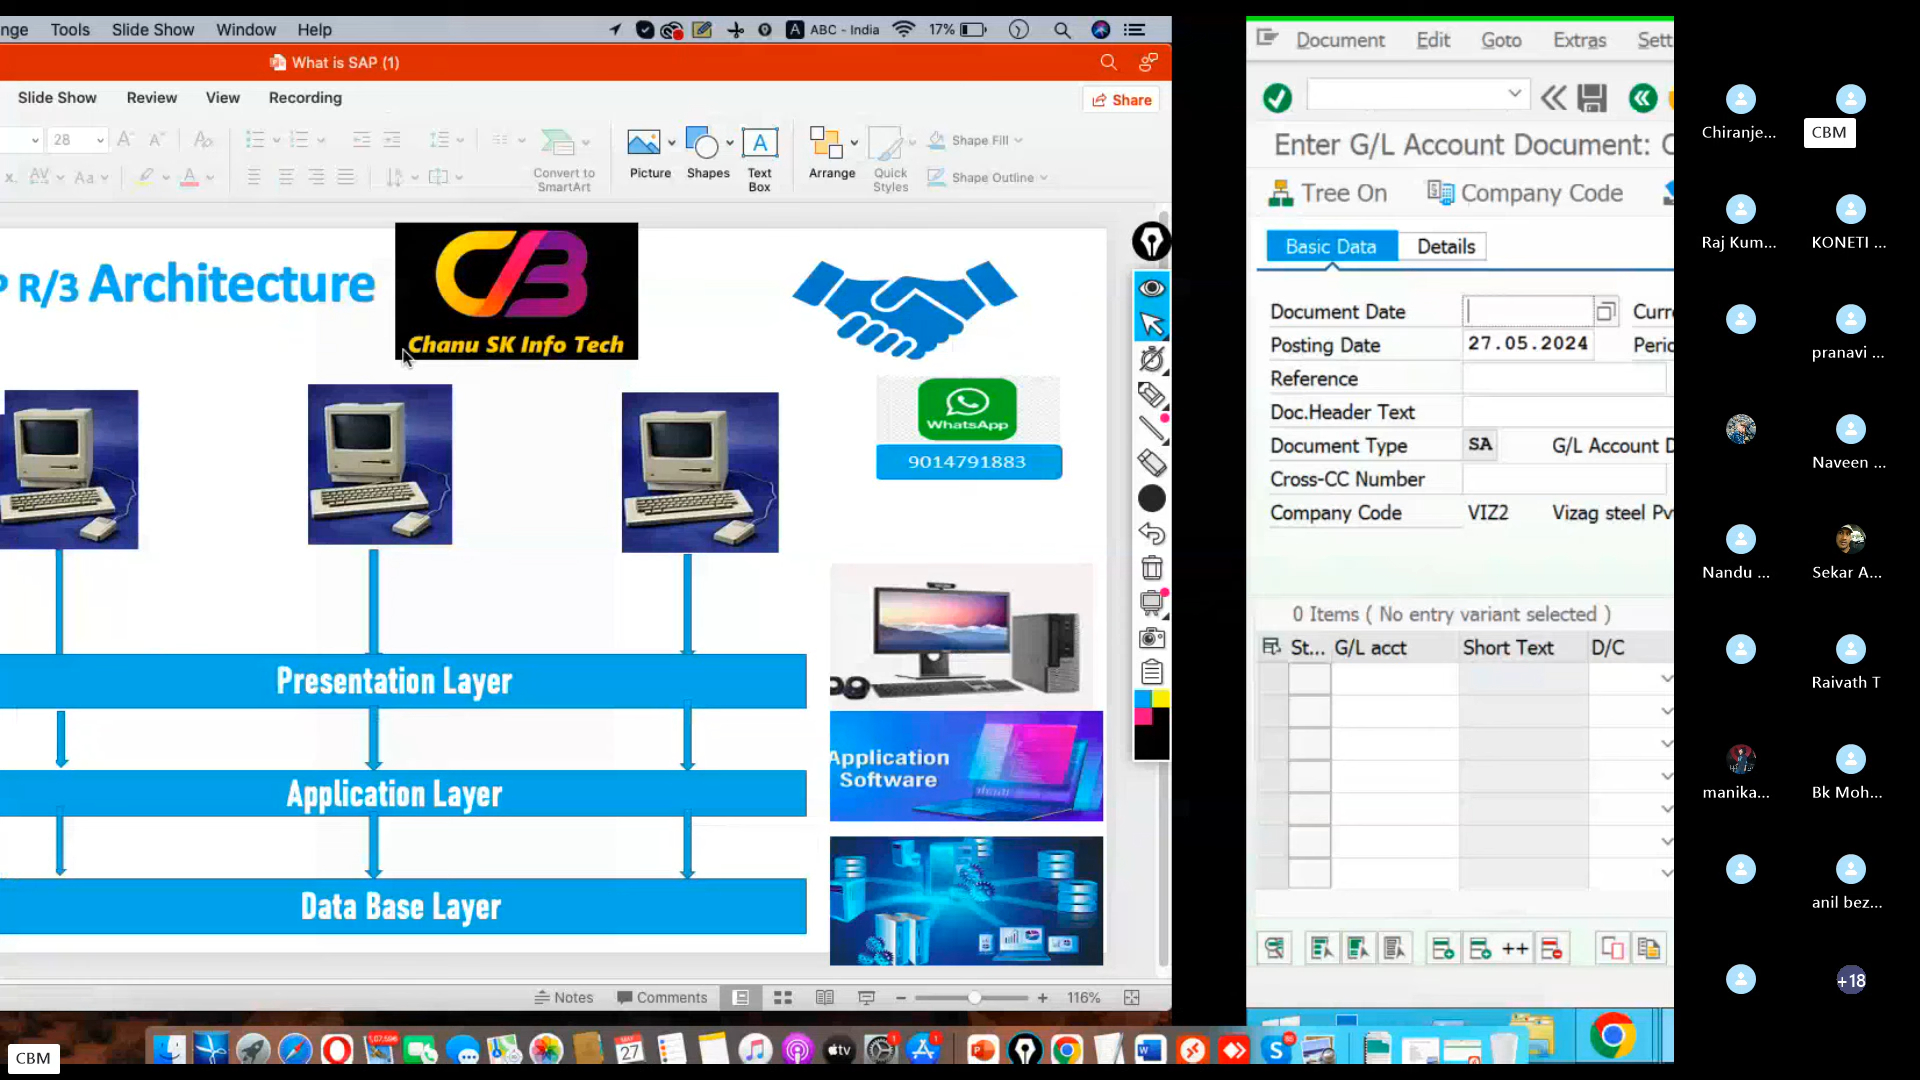 nge Tools Slide Show Window Help
ABC - India 17%
What is SAP (1)
Slide Show Review View Recording
Share
28
Convert to SmartArt
Picture Shapes Text Box Arrange Quick Styles
Shape Fill
Shape Outline
P R/3 Architecture
Chanu SK Info Tech
WhatsApp
9014791883
Presentation Layer
Application Layer
Data Base Layer
Application
Software
Notes Comments 116%
CBM
27
Document Edit Goto Extras Sett
Enter G/L Account Document: C
Tree On Company Code
Basic Data Details
Document Date Curr
Posting Date 27.05.2024 Peric
Reference
Doc.Header Text
Document Type SA G/L Account D
Cross-CC Number
Company Code VIZ2 Vizag steel Pv
0 Items ( No entry variant selected )
St... G/L acct Short Text D/C
Chiranje... CBM
Raj Kum... KONETI ...
pranavi ...
Naveen ...
Nandu ... Sekar A...
Raivath T
manika... Bk Moh...
anil bez...
+18